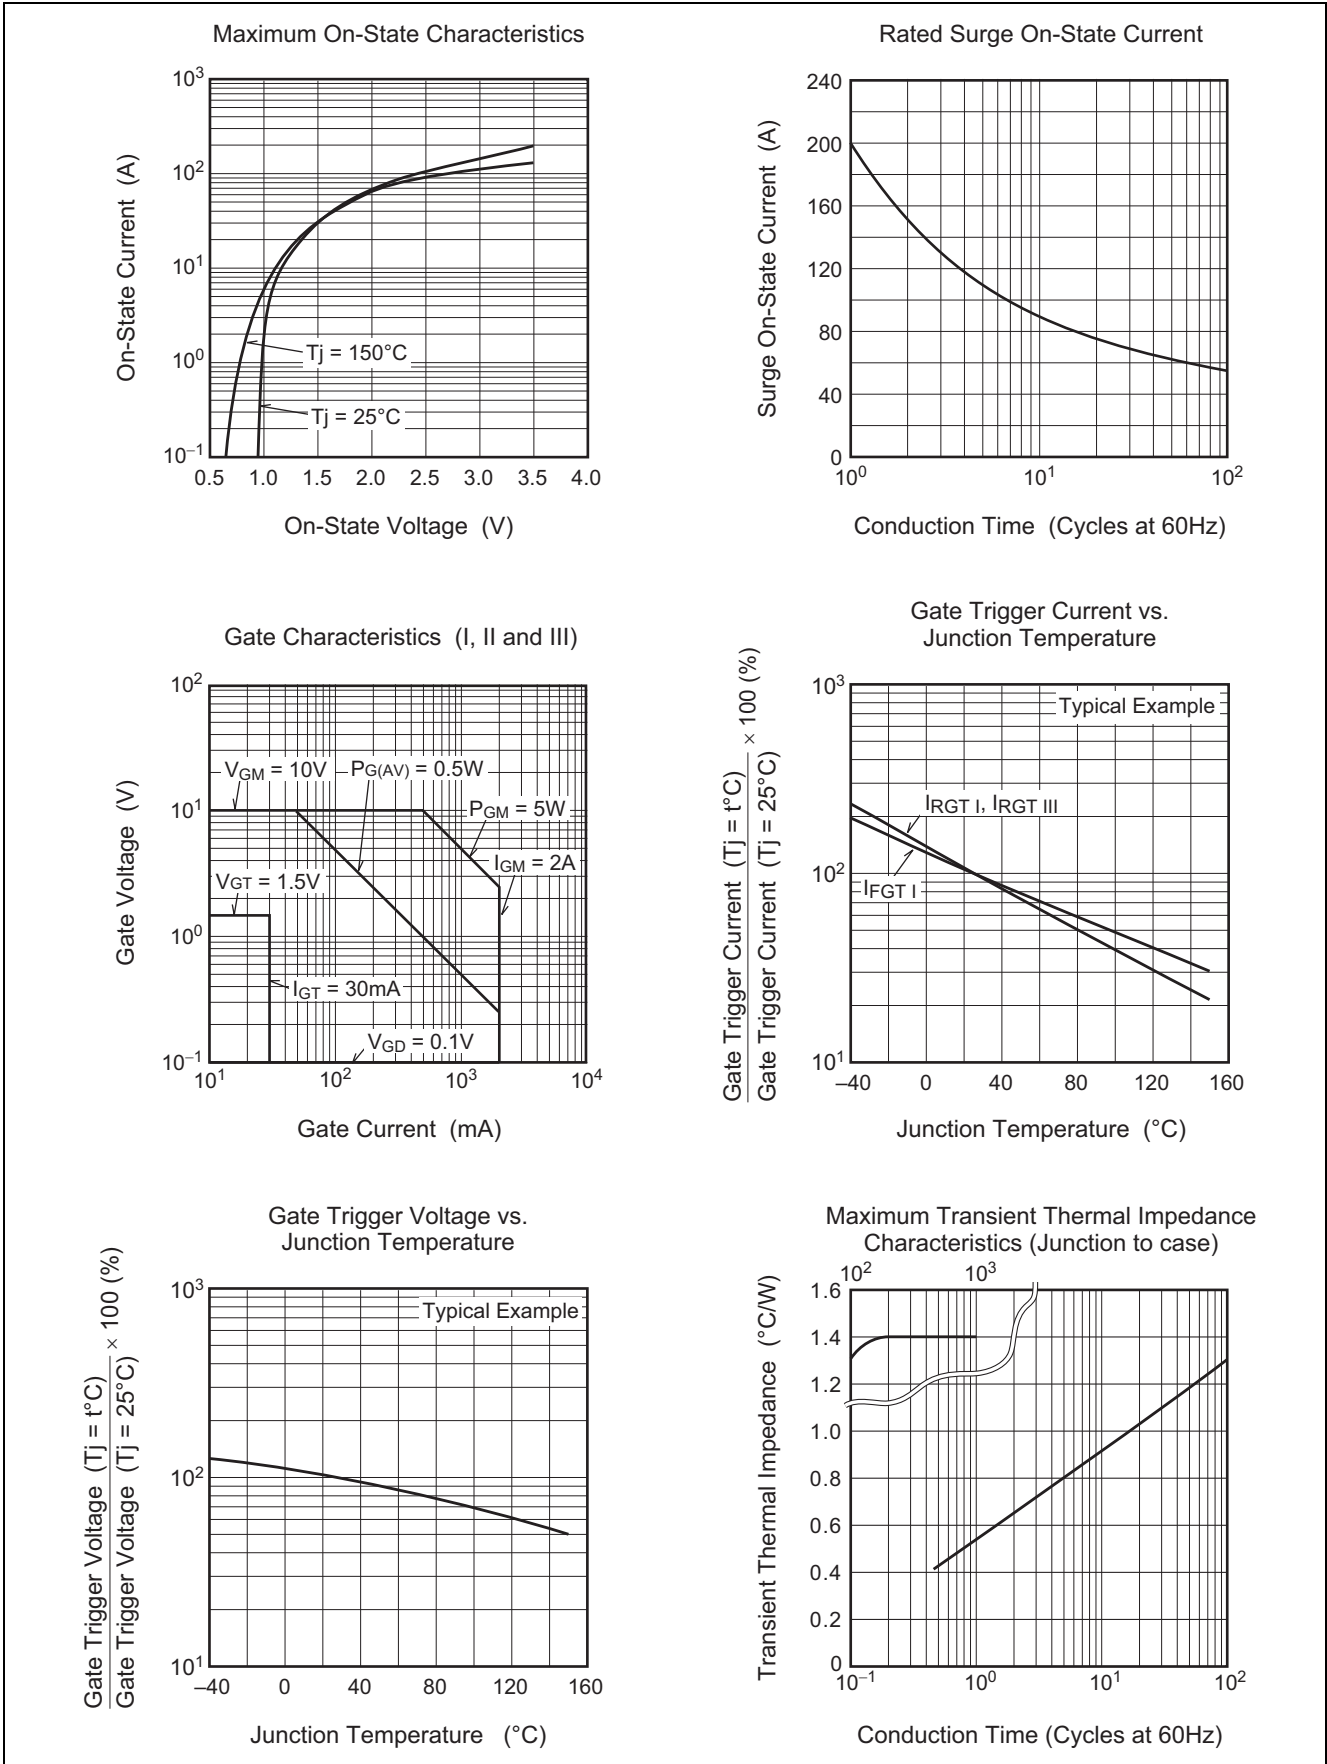 Maximum On-State Characteristics
10³
10²
10¹
10⁰
10⁻¹
On-State Current (A)
Tj = 150°C
Tj = 25°C
0.5 1.0 1.5 2.0 2.5 3.0 3.5 4.0
On-State Voltage (V)
Rated Surge On-State Current
240
200
160
120
80
40
0
Surge On-State Current (A)
10⁰ 10¹ 10²
Conduction Time (Cycles at 60Hz)
Gate Characteristics (I, II and III)
10²
10¹
10⁰
10⁻¹
Gate Voltage (V)
VGM = 10V
PG(AV) = 0.5W
PGM = 5W
IGM = 2A
VGT = 1.5V
IGT = 30mA
VGD = 0.1V
10¹ 10² 10³ 10⁴
Gate Current (mA)
Gate Trigger Current vs.
Junction Temperature
Gate Trigger Current (Tj = t°C)
Gate Trigger Current (Tj = 25°C)
× 100 (%)
10³
10²
10¹
Typical Example
IRGT I, IRGT III
IFGT I
–40 0 40 80 120 160
Junction Temperature (°C)
Gate Trigger Voltage vs.
Junction Temperature
Gate Trigger Voltage (Tj = t°C)
Gate Trigger Voltage (Tj = 25°C)
× 100 (%)
10³
10²
10¹
Typical Example
–40 0 40 80 120 160
Junction Temperature (°C)
Maximum Transient Thermal Impedance
Characteristics (Junction to case)
10² 10³
1.6
1.4
1.2
1.0
0.8
0.6
0.4
0.2
0
Transient Thermal Impedance (°C/W)
10⁻¹ 10⁰ 10¹ 10²
Conduction Time (Cycles at 60Hz)